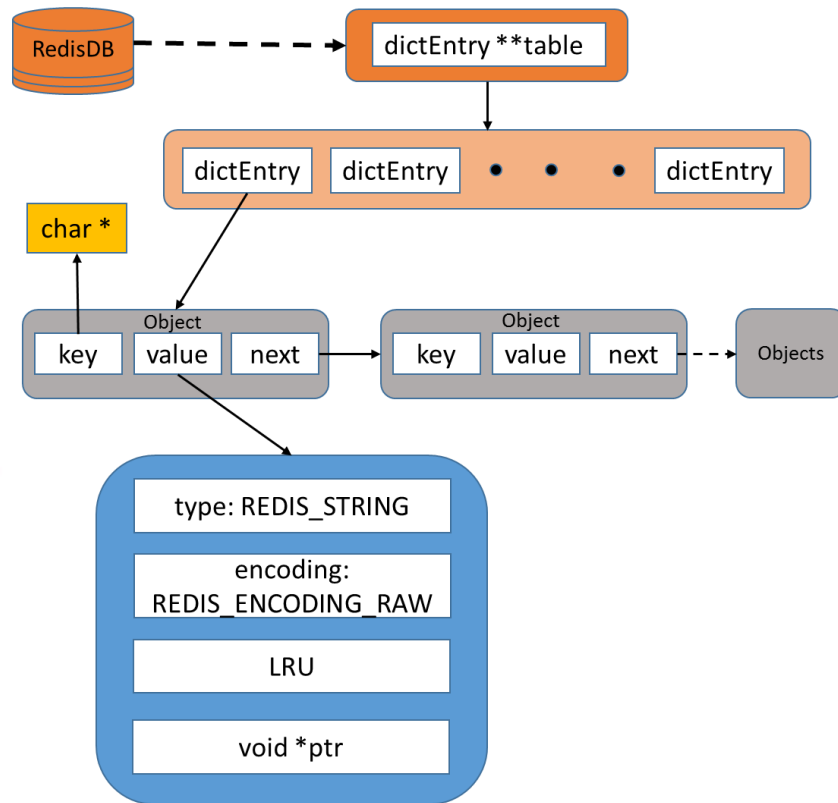 RedisDB
dictEntry **table
dictEntry
dictEntry
dictEntry
char *
Object
key
value
next
Object
key
value
next
Objects
type: REDIS_STRING
encoding:
REDIS_ENCODING_RAW
LRU
void *ptr